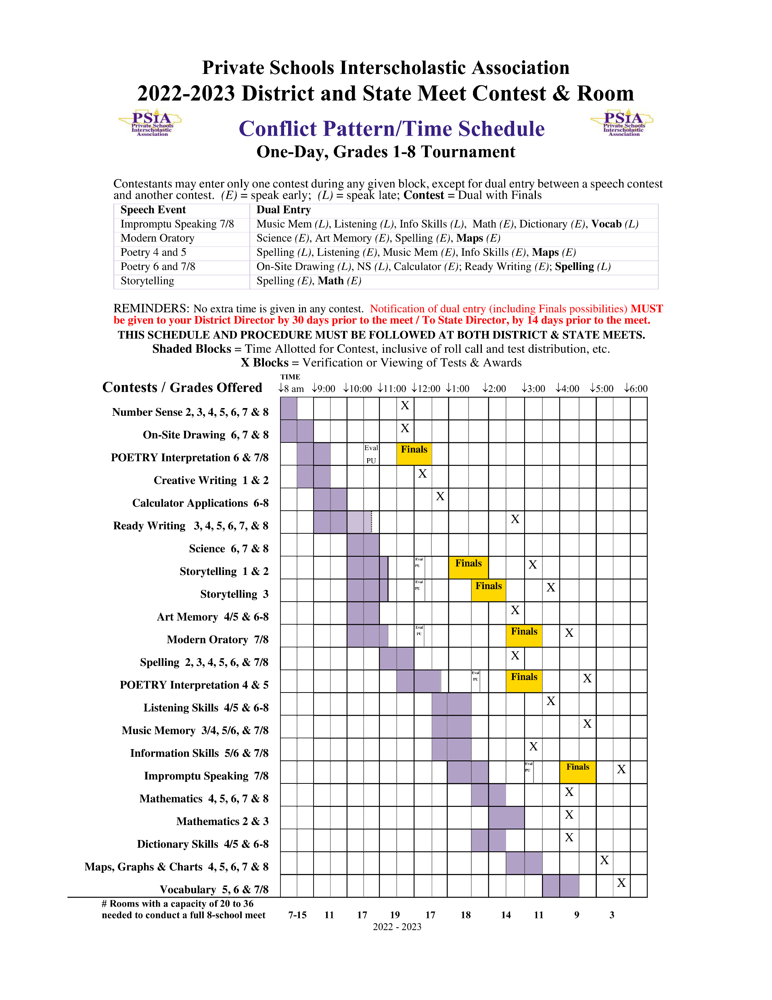 Private Schools Interscholastic Association
2022-2023 District and State Meet Contest & Room
PSIA
Private Schools
Interscholastic
Association
Conflict Pattern/Time Schedule
PSIA
Private Schools
Interscholastic
Association
One-Day, Grades 1-8 Tournament
Contestants may enter only one contest during any given block, except for dual entry between a speech contest
and another contest. (E) = speak early; (L) = speak late; Contest = Dual with Finals
Speech Event Dual Entry
Impromptu Speaking 7/8 Music Mem (L), Listening (L), Info Skills (L), Math (E), Dictionary (E), Vocab (L)
Modern Oratory Science (E), Art Memory (E), Spelling (E), Maps (E)
Poetry 4 and 5 Spelling (L), Listening (E), Music Mem (E), Info Skills (E), Maps (E)
Poetry 6 and 7/8 On-Site Drawing (L), NS (L), Calculator (E); Ready Writing (E); Spelling (L)
Storytelling Spelling (E), Math (E)
REMINDERS: No extra time is given in any contest. Notification of dual entry (including Finals possibilities) MUST
be given to your District Director by 30 days prior to the meet / To State Director, by 14 days prior to the meet.
THIS SCHEDULE AND PROCEDURE MUST BE FOLLOWED AT BOTH DISTRICT & STATE MEETS.
Shaded Blocks = Time Allotted for Contest, inclusive of roll call and test distribution, etc.
X Blocks = Verification or Viewing of Tests & Awards
TIME
Contests / Grades Offered ↓8 am ↓9:00 ↓10:00 ↓11:00 ↓12:00 ↓1:00 ↓2:00 ↓3:00 ↓4:00 ↓5:00 ↓6:00
Number Sense 2, 3, 4, 5, 6, 7 & 8 X
On-Site Drawing 6, 7 & 8 X
POETRY Interpretation 6 & 7/8 Eval PU Finals
Creative Writing 1 & 2 X
Calculator Applications 6-8 X
Ready Writing 3, 4, 5, 6, 7, & 8 X
Science 6, 7 & 8
Storytelling 1 & 2 Eval PU Finals X
Storytelling 3 Eval PU Finals X
Art Memory 4/5 & 6-8 X
Modern Oratory 7/8 Eval PU Finals X
Spelling 2, 3, 4, 5, 6, & 7/8 X
POETRY Interpretation 4 & 5 Eval PU Finals X
Listening Skills 4/5 & 6-8 X
Music Memory 3/4, 5/6, & 7/8 X
Information Skills 5/6 & 7/8 X
Impromptu Speaking 7/8 Eval PU Finals X
Mathematics 4, 5, 6, 7 & 8 X
Mathematics 2 & 3 X
Dictionary Skills 4/5 & 6-8 X
Maps, Graphs & Charts 4, 5, 6, 7 & 8 X
Vocabulary 5, 6 & 7/8 X
# Rooms with a capacity of 20 to 36
needed to conduct a full 8-school meet 7-15 11 17 19 17 18 14 11 9 3
2022 - 2023